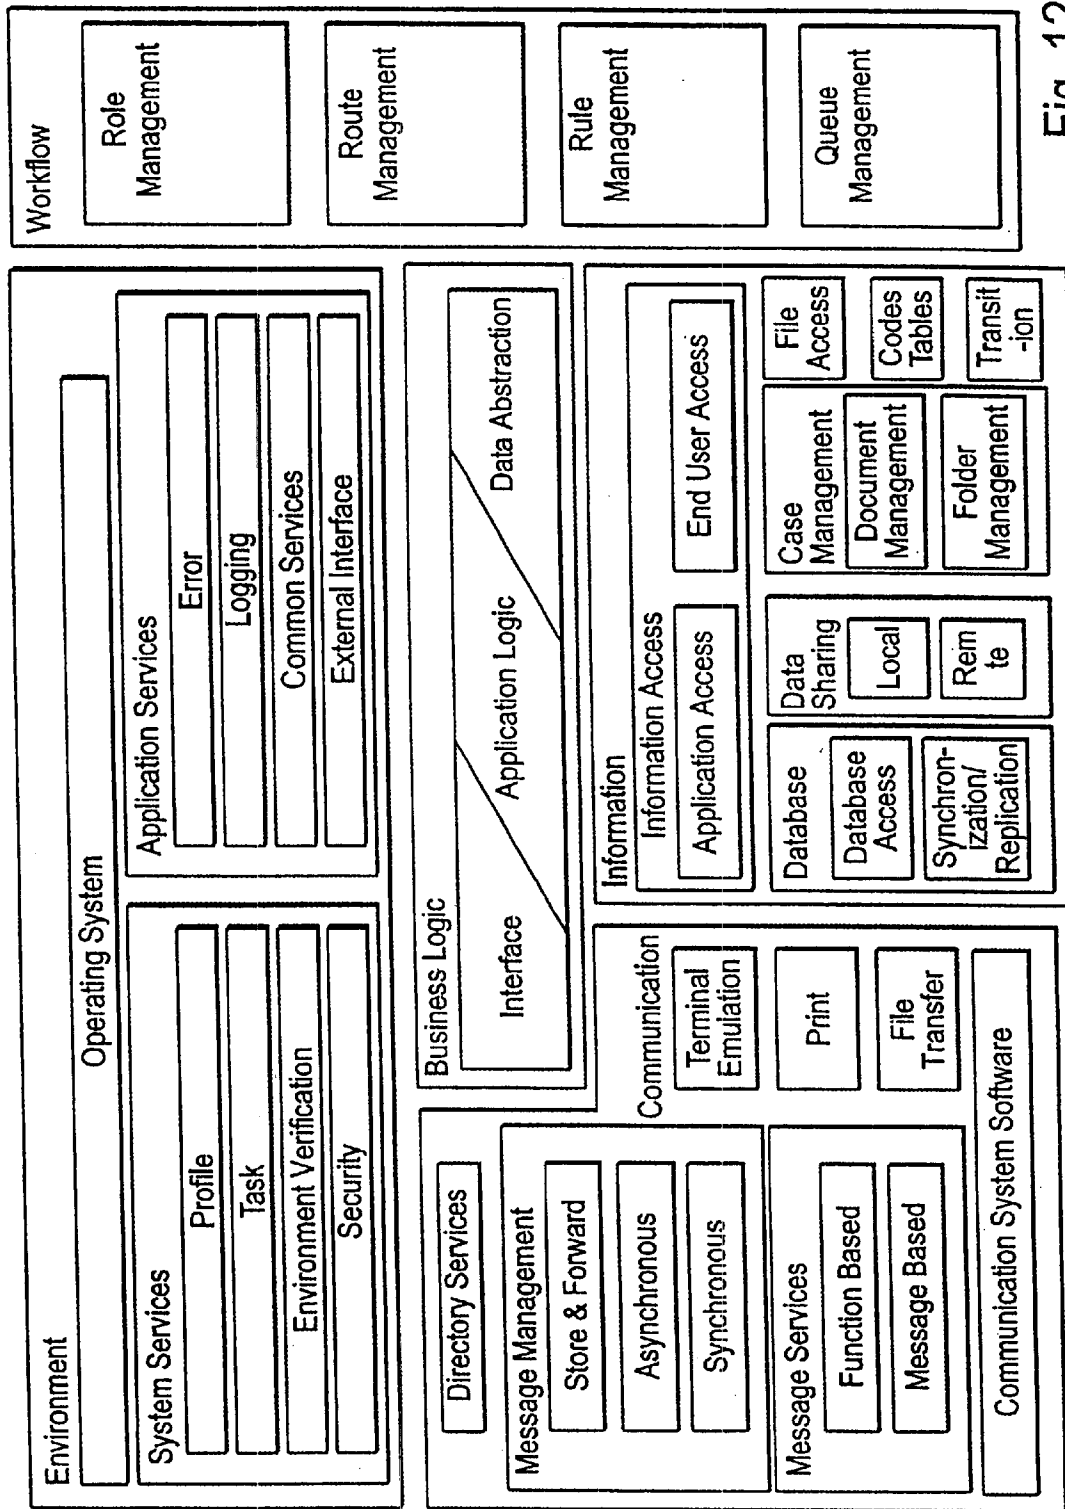 Environment
Operating System
System Services
Profile
Task
Environment Verification
Security
Application Services
Error
Logging
Common Services
External Interface
Workflow
Role
Management
Route
Management
Rule
Management
Queue
Management
Business Logic
Interface
Application Logic
Data Abstraction
Directory Services
Message Management
Store & Forward
Asynchronous
Synchronous
Message Services
Function Based
Message Based
Communication
Terminal
Emulation
Print
File
Transfer
Communication System Software
Information
Information Access
Application Access
End User Access
Database
Database
Access
Synchron-
ization/
Replication
Data
Sharing
Local
Rem
te
Case
Management
Document
Management
Folder
Management
File
Access
Codes
Tables
Transit
-ion
Fig. 12